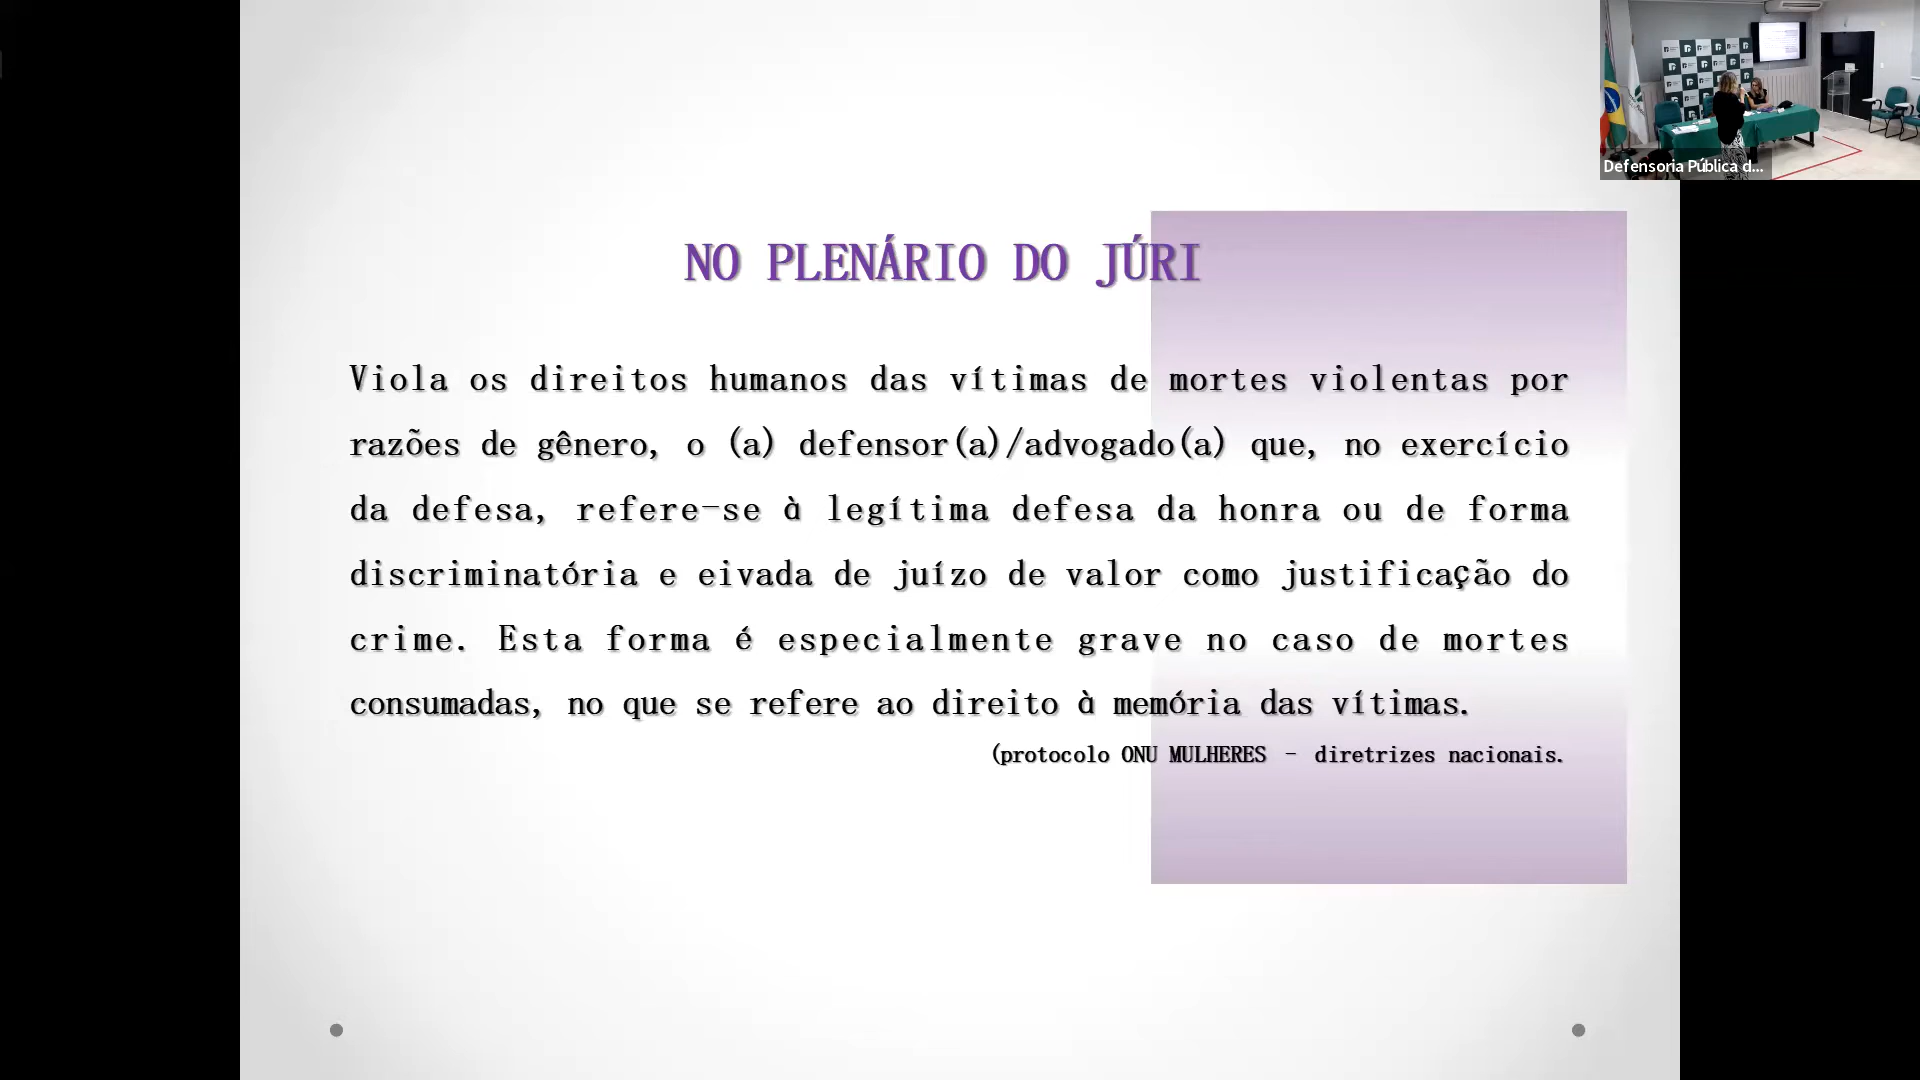 Defensoria Pública d...
NO PLENÁRIO DO JÚRI
Viola os direitos humanos das vítimas de mortes violentas por
razões de gênero, o (a) defensor(a)/advogado(a) que, no exercício
da defesa, refere-se à legítima defesa da honra ou de forma
discriminatória e eivada de juízo de valor como justificação do
crime. Esta forma é especialmente grave no caso de mortes
consumadas, no que se refere ao direito à memória das vítimas.
(protocolo ONU MULHERES – diretrizes nacionais.